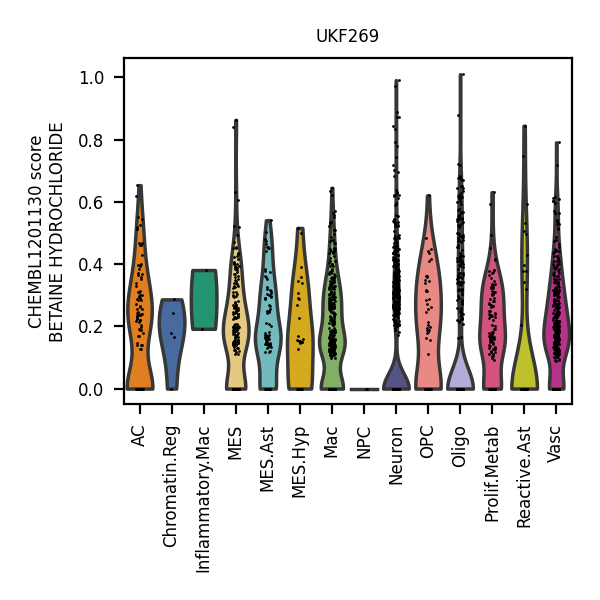 UKF269
CHEMBL1201130 score
BETAINE HYDROCHLORIDE
1.0
0.8
0.6
0.4
0.2
0.0
AC
Chromatin.Reg
Inflammatory.Mac
MES
MES.Ast
MES.Hyp
Mac
NPC
Neuron
OPC
Oligo
Prolif.Metab
Reactive.Ast
Vasc